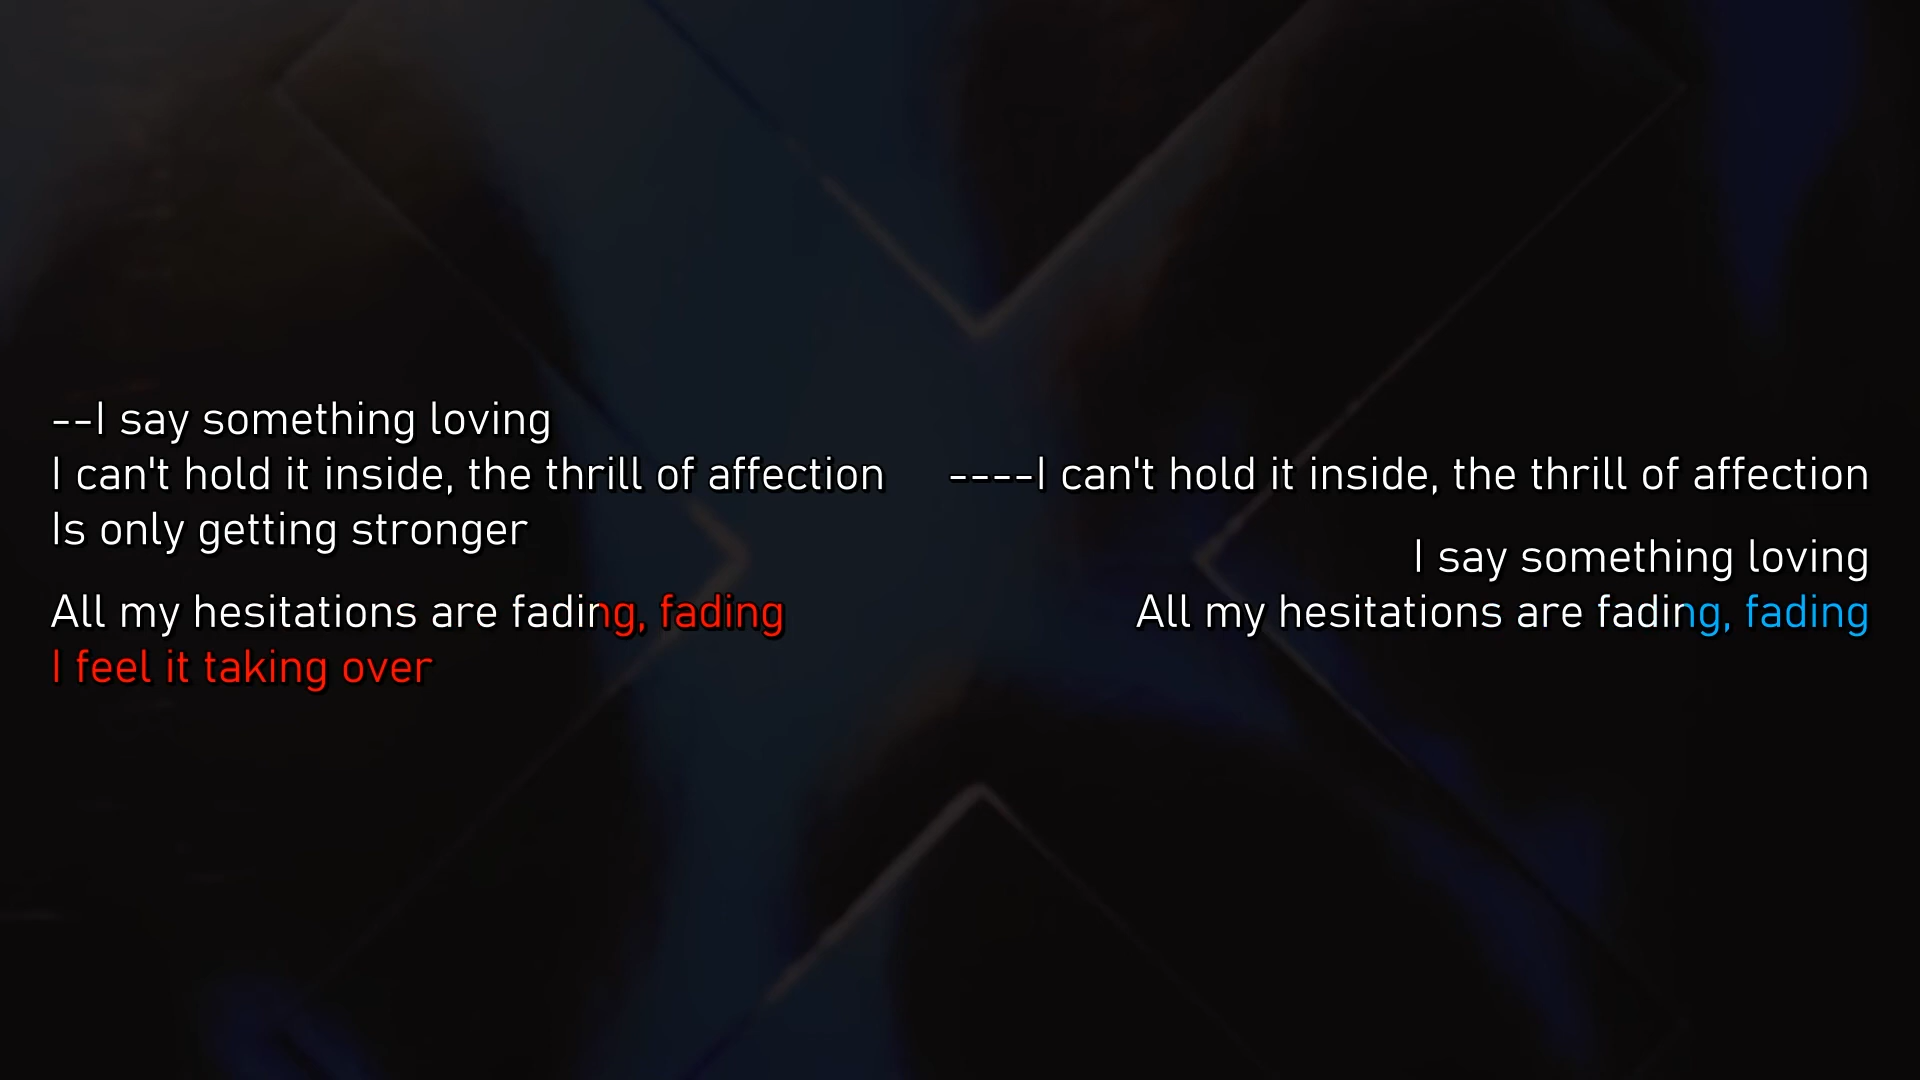 --I say something loving
I can't hold it inside, the thrill of affection
Is only getting stronger
All my hesitations are fading, fading
I feel it taking over
----I can't hold it inside, the thrill of affection
I say something loving
All my hesitations are fading, fading